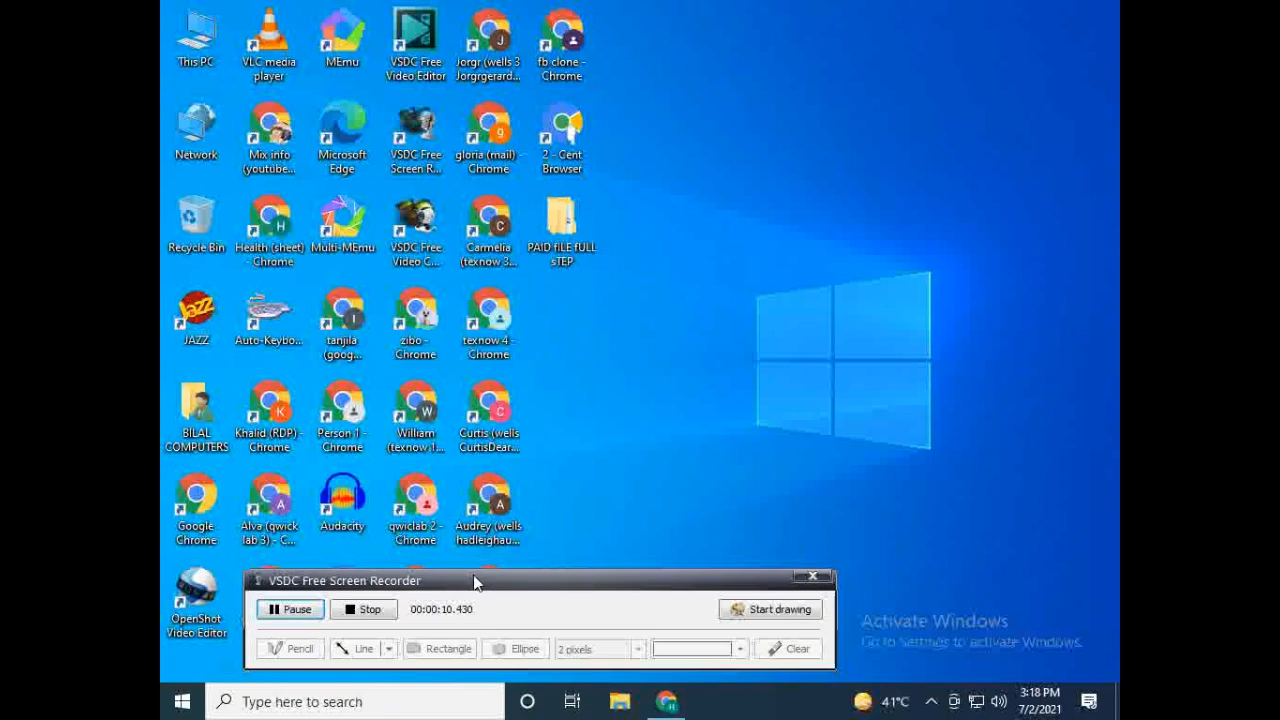 This PC
VLC media
player
MEmu
VSDC Free
Video Editor
Jorgr (wells 3
Jorgrgerard...
fb clone -
Chrome
Network
Mix info
(youtube...
Microsoft
Edge
VSDC Free
Screen R...
gloria (mail) -
Chrome
2 - Cent
Browser
Recycle Bin
Health (sheet)
- Chrome
Multi-MEmu
VSDC Free
Video C...
Carmelia
(texnow 3...
PAID fILE fULL
sTEP
JAZZ
Auto-Keybo...
tanjila
(goog...
zibo -
Chrome
texnow 4 -
Chrome
BILAL
COMPUTERS
Khalid (RDP) -
Chrome
Person 1 -
Chrome
William
(texnow 1...
Curtis (wells
CurtisDear...
Google
Chrome
Alva (qwick
lab 3) - C...
Audacity
qwiclab 2 -
Chrome
Audrey (wells
hadleighau...
OpenShot
Video Editor
VSDC Free Screen Recorder
Pause
Stop
00:00:10.430
Start drawing
Pencil
Line
Rectangle
Ellipse
2 pixels
Clear
Activate Windows
Go to Settings to activate Windows.
Type here to search
41°C
3:18 PM
7/2/2021